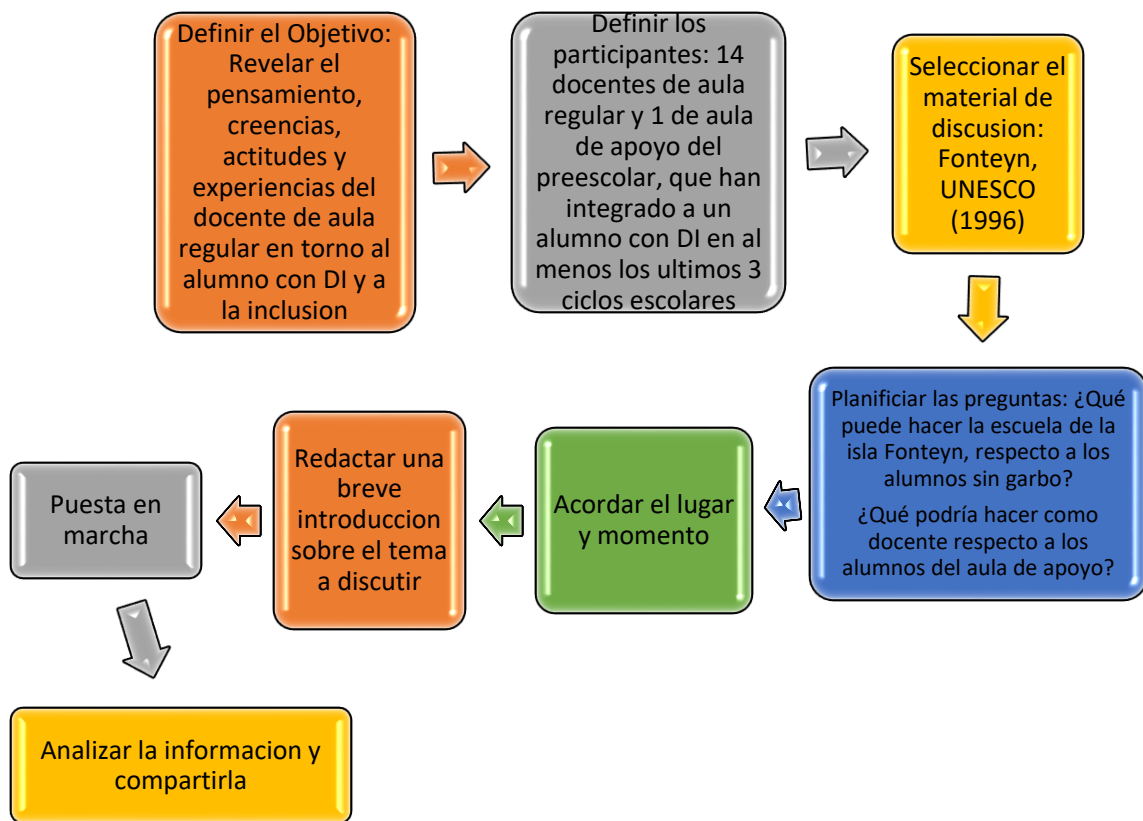 Definir el Objetivo:
Revelar el
pensamiento,
creencias,
actitudes y
experiencias del
docente de aula
regular en torno al
alumno con DI y a
la inclusion
Definir los
participantes: 14
docentes de aula
regular y 1 de aula
de apoyo del
preescolar, que han
integrado a un
alumno con DI en al
menos los ultimos 3
ciclos escolares
Seleccionar el
material de
discusion:
Fonteyn,
UNESCO
(1996)
Planificiar las preguntas: ¿Qué
puede hacer la escuela de la
isla Fonteyn, respecto a los
alumnos sin garbo?
¿Qué podría hacer como
docente respecto a los
alumnos del aula de apoyo?
Acordar el lugar
y momento
Redactar una
breve
introduccion
sobre el tema
a discutir
Puesta en
marcha
Analizar la informacion y
compartirla